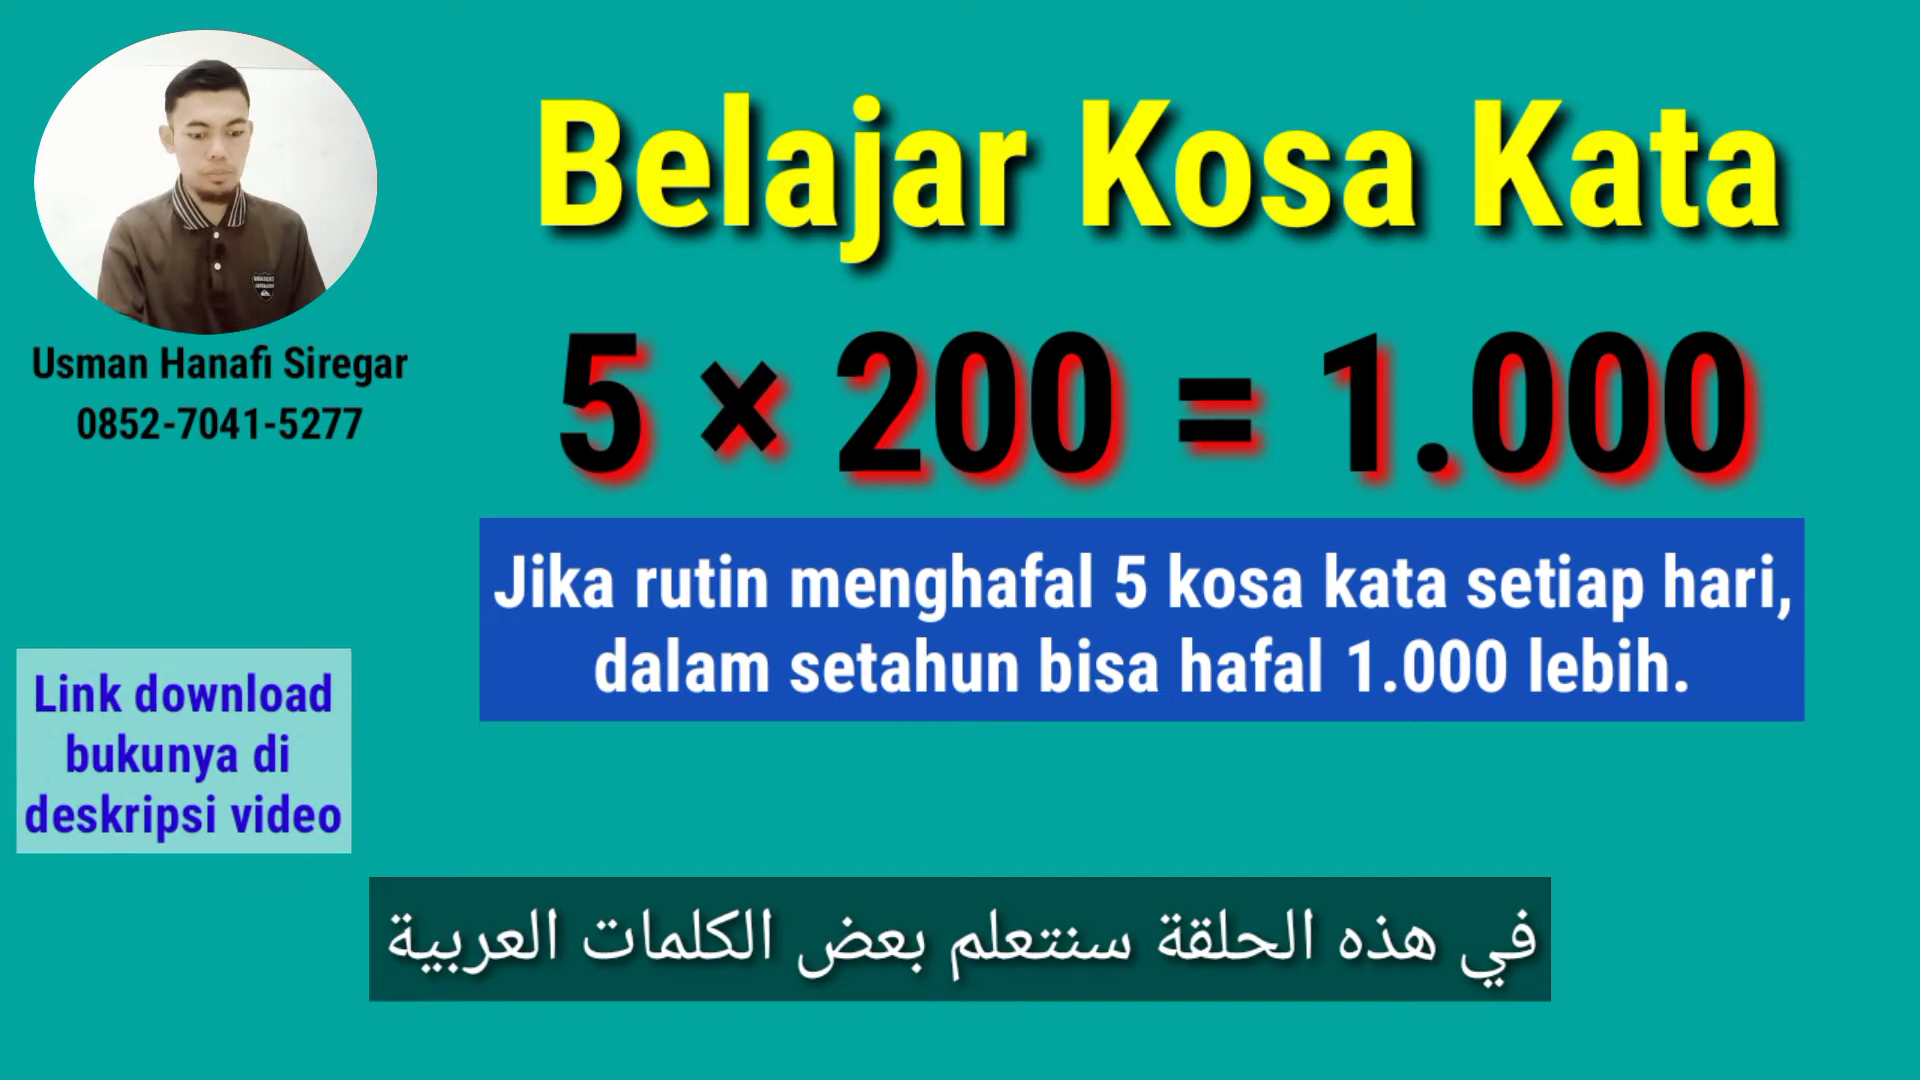 Belajar Kosa Kata
5 × 200 = 1.000
Jika rutin menghafal 5 kosa kata setiap hari,
dalam setahun bisa hafal 1.000 lebih.
Usman Hanafi Siregar
0852-7041-5277
Link download
bukunya di
deskripsi video
في هذه الحلقة سنتعلم بعض الكلمات العربية